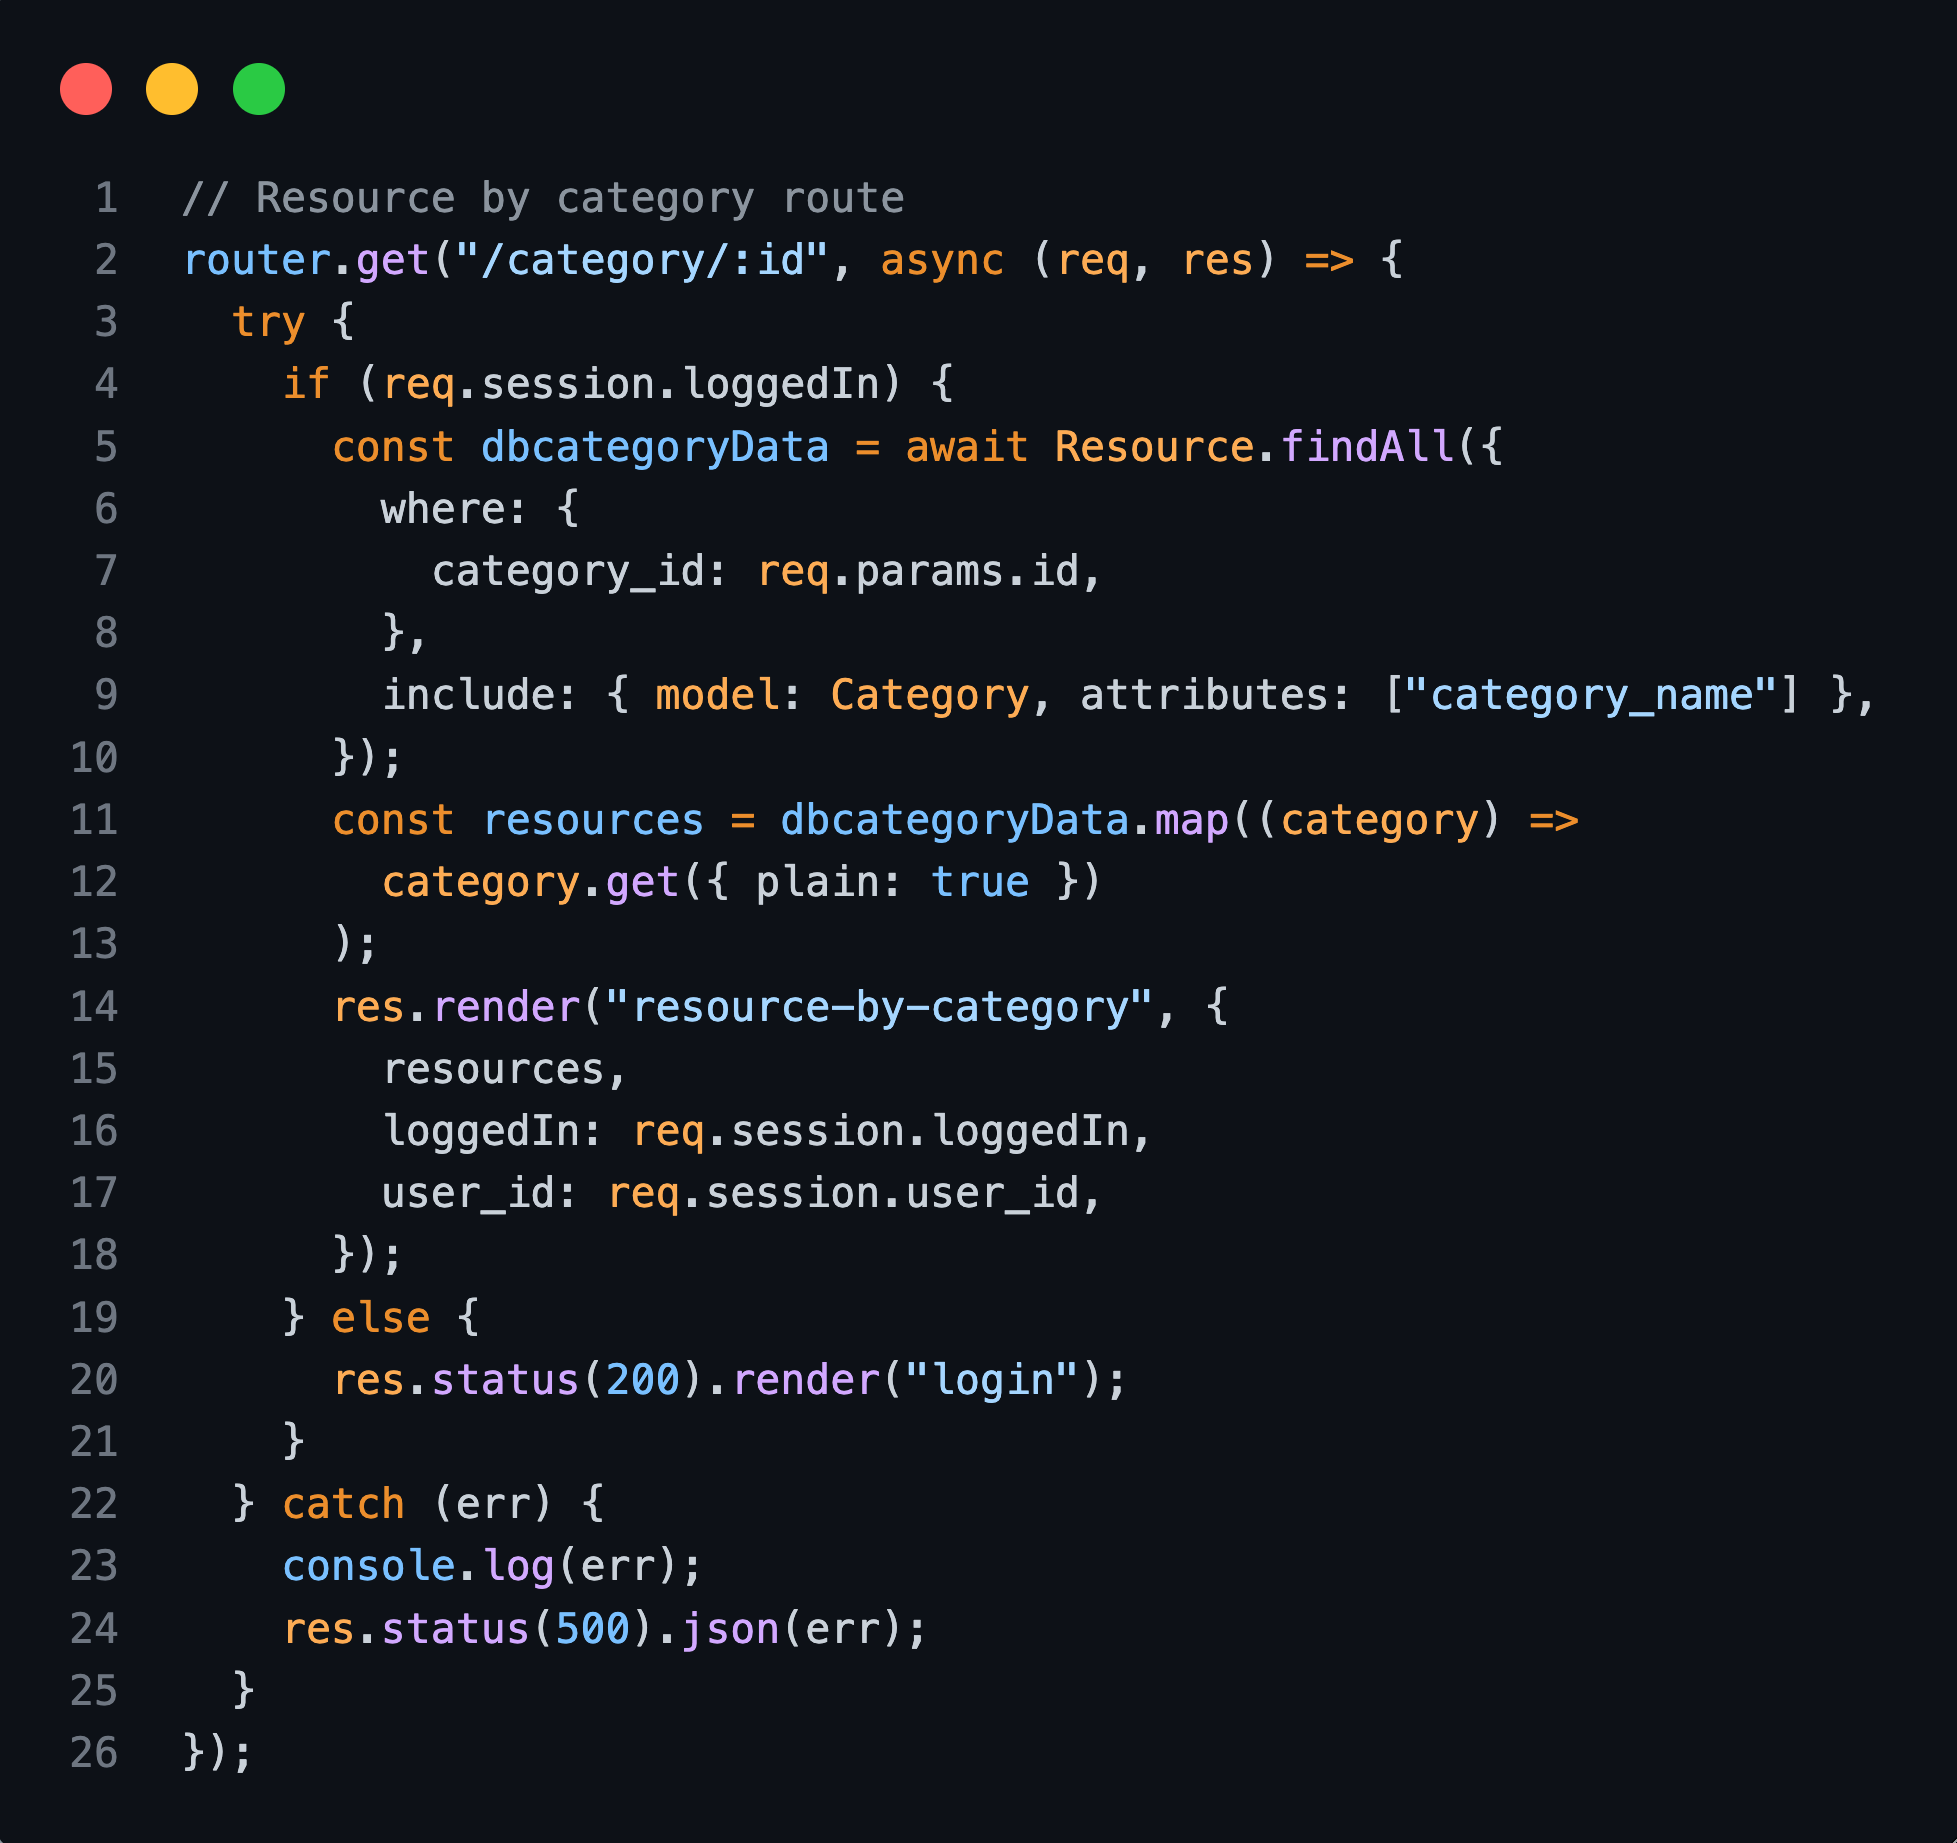 1 // Resource by category route
2 router.get("/category/:id", async (req, res) => {
3   try {
4     if (req.session.loggedIn) {
5       const dbcategoryData = await Resource.findAll({
6         where: {
7           category_id: req.params.id,
8         },
9         include: { model: Category, attributes: ["category_name"] },
10       });
11       const resources = dbcategoryData.map((category) =>
12         category.get({ plain: true })
13       );
14       res.render("resource-by-category", {
15         resources,
16         loggedIn: req.session.loggedIn,
17         user_id: req.session.user_id,
18       });
19     } else {
20       res.status(200).render("login");
21     }
22   } catch (err) {
23     console.log(err);
24     res.status(500).json(err);
25   }
26 });